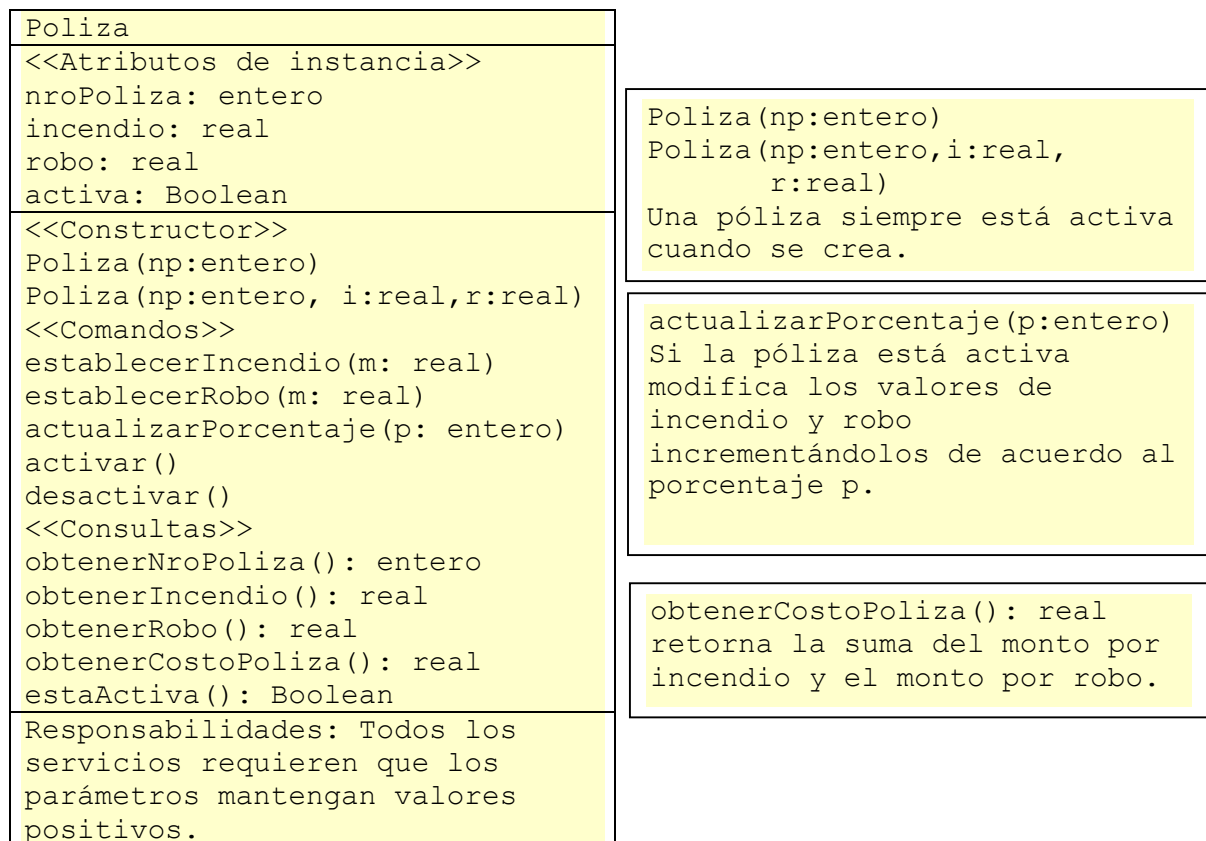 Poliza
<<Atributos de instancia>>
nroPoliza: entero
incendio: real
robo: real
activa: Boolean
<<Constructor>>
Poliza(np:entero)
Poliza(np:entero, i:real,r:real)
<<Comandos>>
establecerIncendio(m: real)
establecerRobo(m: real)
actualizarPorcentaje(p: entero)
activar()
desactivar()
<<Consultas>>
obtenerNroPoliza(): entero
obtenerIncendio(): real
obtenerRobo(): real
obtenerCostoPoliza(): real
estaActiva(): Boolean
Responsabilidades: Todos los
servicios requieren que los
parámetros mantengan valores
positivos.
Poliza(np:entero)
Poliza(np:entero,i:real,
r:real)
Una póliza siempre está activa
cuando se crea.
actualizarPorcentaje(p:entero)
Si la póliza está activa
modifica los valores de
incendio y robo
incrementándolos de acuerdo al
porcentaje p.
obtenerCostoPoliza(): real
retorna la suma del monto por
incendio y el monto por robo.